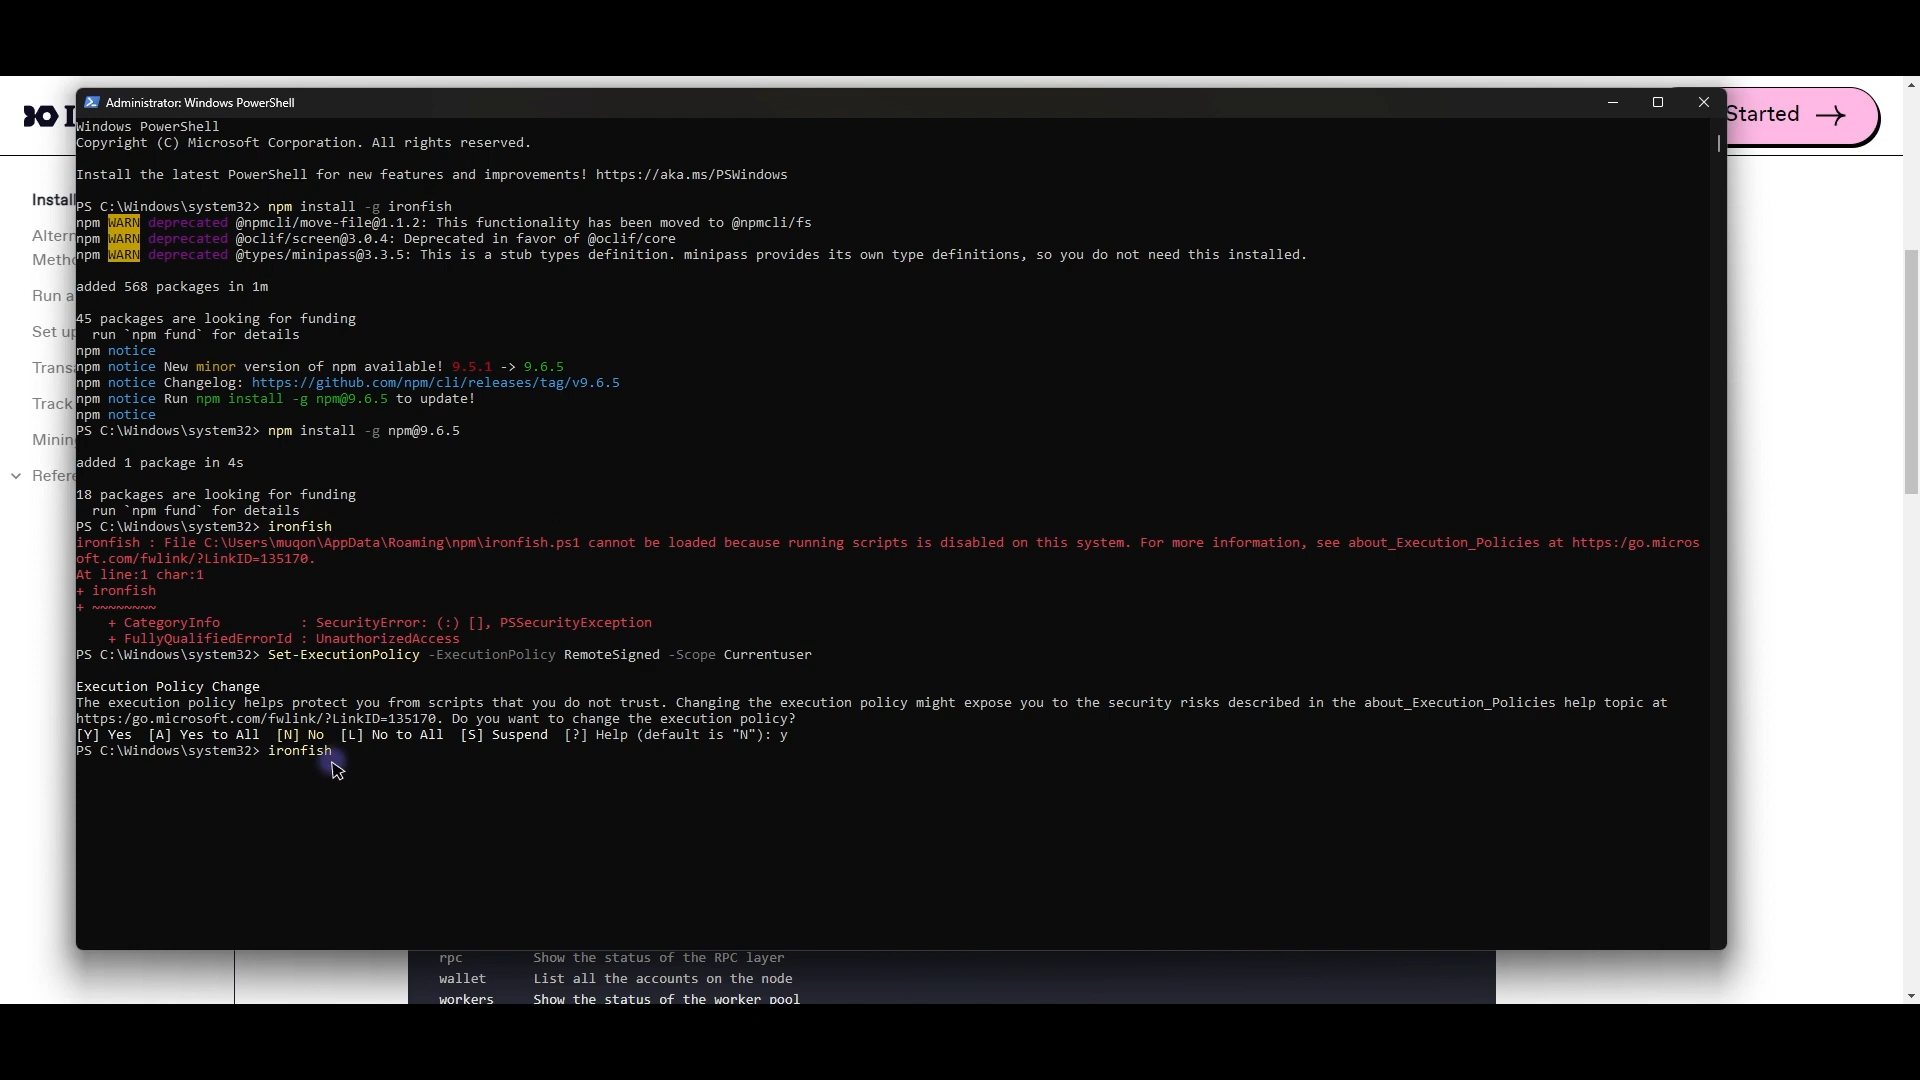 Administrator: Windows PowerShell
Started
Windows PowerShell
Copyright (C) Microsoft Corporation. All rights reserved.
Install the latest PowerShell for new features and improvements! https://aka.ms/PSWindows
PS C:\Windows\system32> npm install -g ironfish
npm WARN deprecated @npmcli/move-file@1.1.2: This functionality has been moved to @npmcli/fs
npm WARN deprecated @oclif/screen@3.0.4: Deprecated in favor of @oclif/core
npm WARN deprecated @types/minipass@3.3.5: This is a stub types definition. minipass provides its own type definitions, so you do not need this installed.
added 568 packages in 1m
45 packages are looking for funding
run `npm fund` for details
npm notice
npm notice New minor version of npm available! 9.5.1 -> 9.6.5
npm notice Changelog: https://github.com/npm/cli/releases/tag/v9.6.5
npm notice Run npm install -g npm@9.6.5 to update!
npm notice
PS C:\Windows\system32> npm install -g npm@9.6.5
added 1 package in 4s
18 packages are looking for funding
run `npm fund` for details
PS C:\Windows\system32> ironfish
ironfish : File C:\Users\muqon\AppData\Roaming\npm\ironfish.ps1 cannot be loaded because running scripts is disabled on this system. For more information, see about_Execution_Policies at https:/go.micros
oft.com/fwlink/?LinkID=135170.
At line:1 char:1
+ ironfish
+ ~~~~~~~~
+ CategoryInfo : SecurityError: (:) [], PSSecurityException
+ FullyQualifiedErrorId : UnauthorizedAccess
PS C:\Windows\system32> Set-ExecutionPolicy -ExecutionPolicy RemoteSigned -Scope Currentuser
Execution Policy Change
The execution policy helps protect you from scripts that you do not trust. Changing the execution policy might expose you to the security risks described in the about_Execution_Policies help topic at
https:/go.microsoft.com/fwlink/?LinkID=135170. Do you want to change the execution policy?
[Y] Yes [A] Yes to All [N] No [L] No to All [S] Suspend [?] Help (default is "N"): y
PS C:\Windows\system32> ironfish
Instal
Altern
Metho
Run a
Set up
Trans
Track
Minin
Refere
rpc Show the status of the RPC layer
wallet List all the accounts on the node
workers Show the status of the worker pool